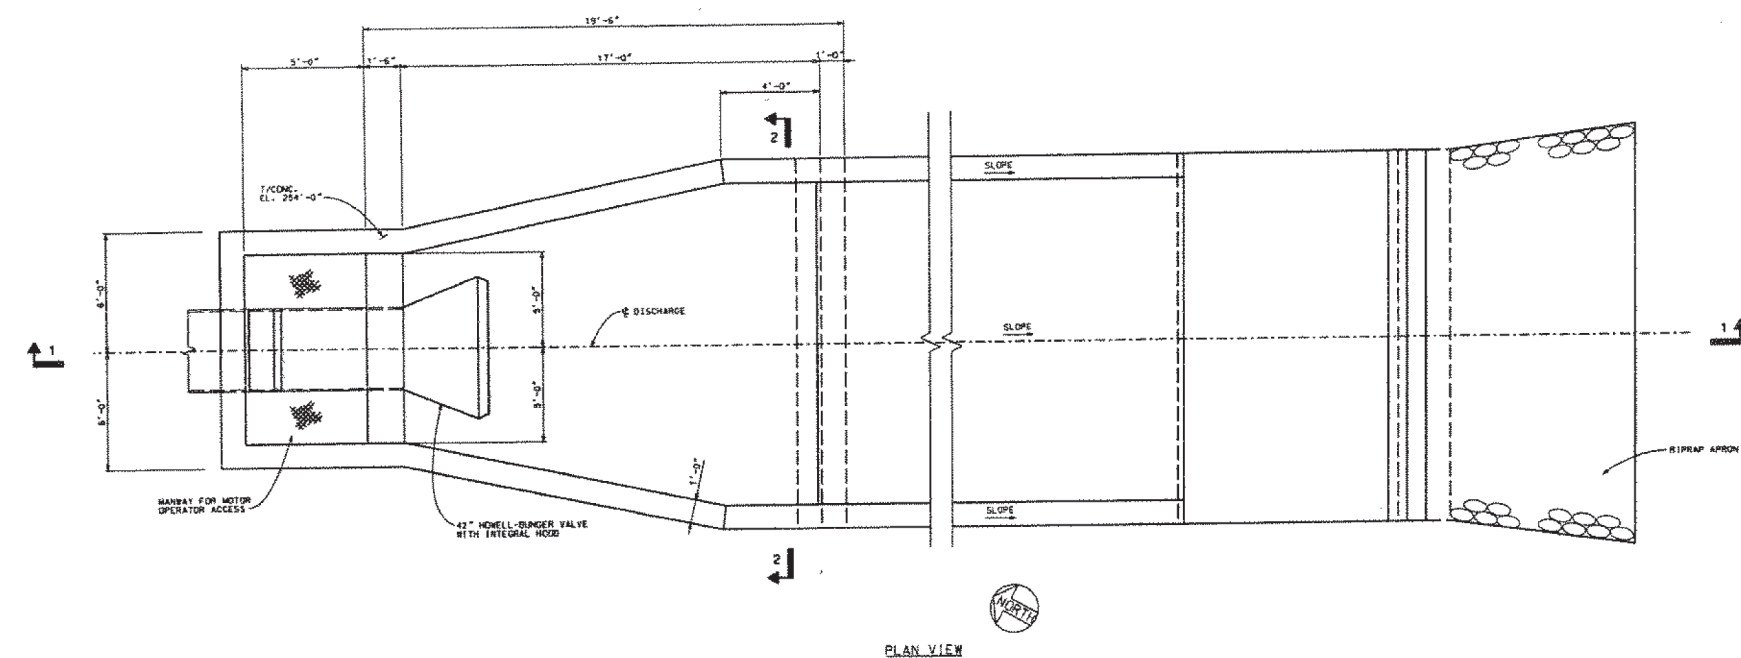 19'-6"
5'-0"
1'-6"
17'-0"
1'-0"
4'-0"
2
SLOPE
T/CONC.
EL. 254'-0"
6'-0"
5'-0"
℄ DISCHARGE
SLOPE
1
1
5'-0"
6'-0"
1'-0"
RIPRAP APRON
MANWAY FOR MOTOR
OPERATOR ACCESS
42" HOWELL-BUNGER VALVE
WITH INTEGRAL HOOD
SLOPE
2
NORTH
PLAN VIEW